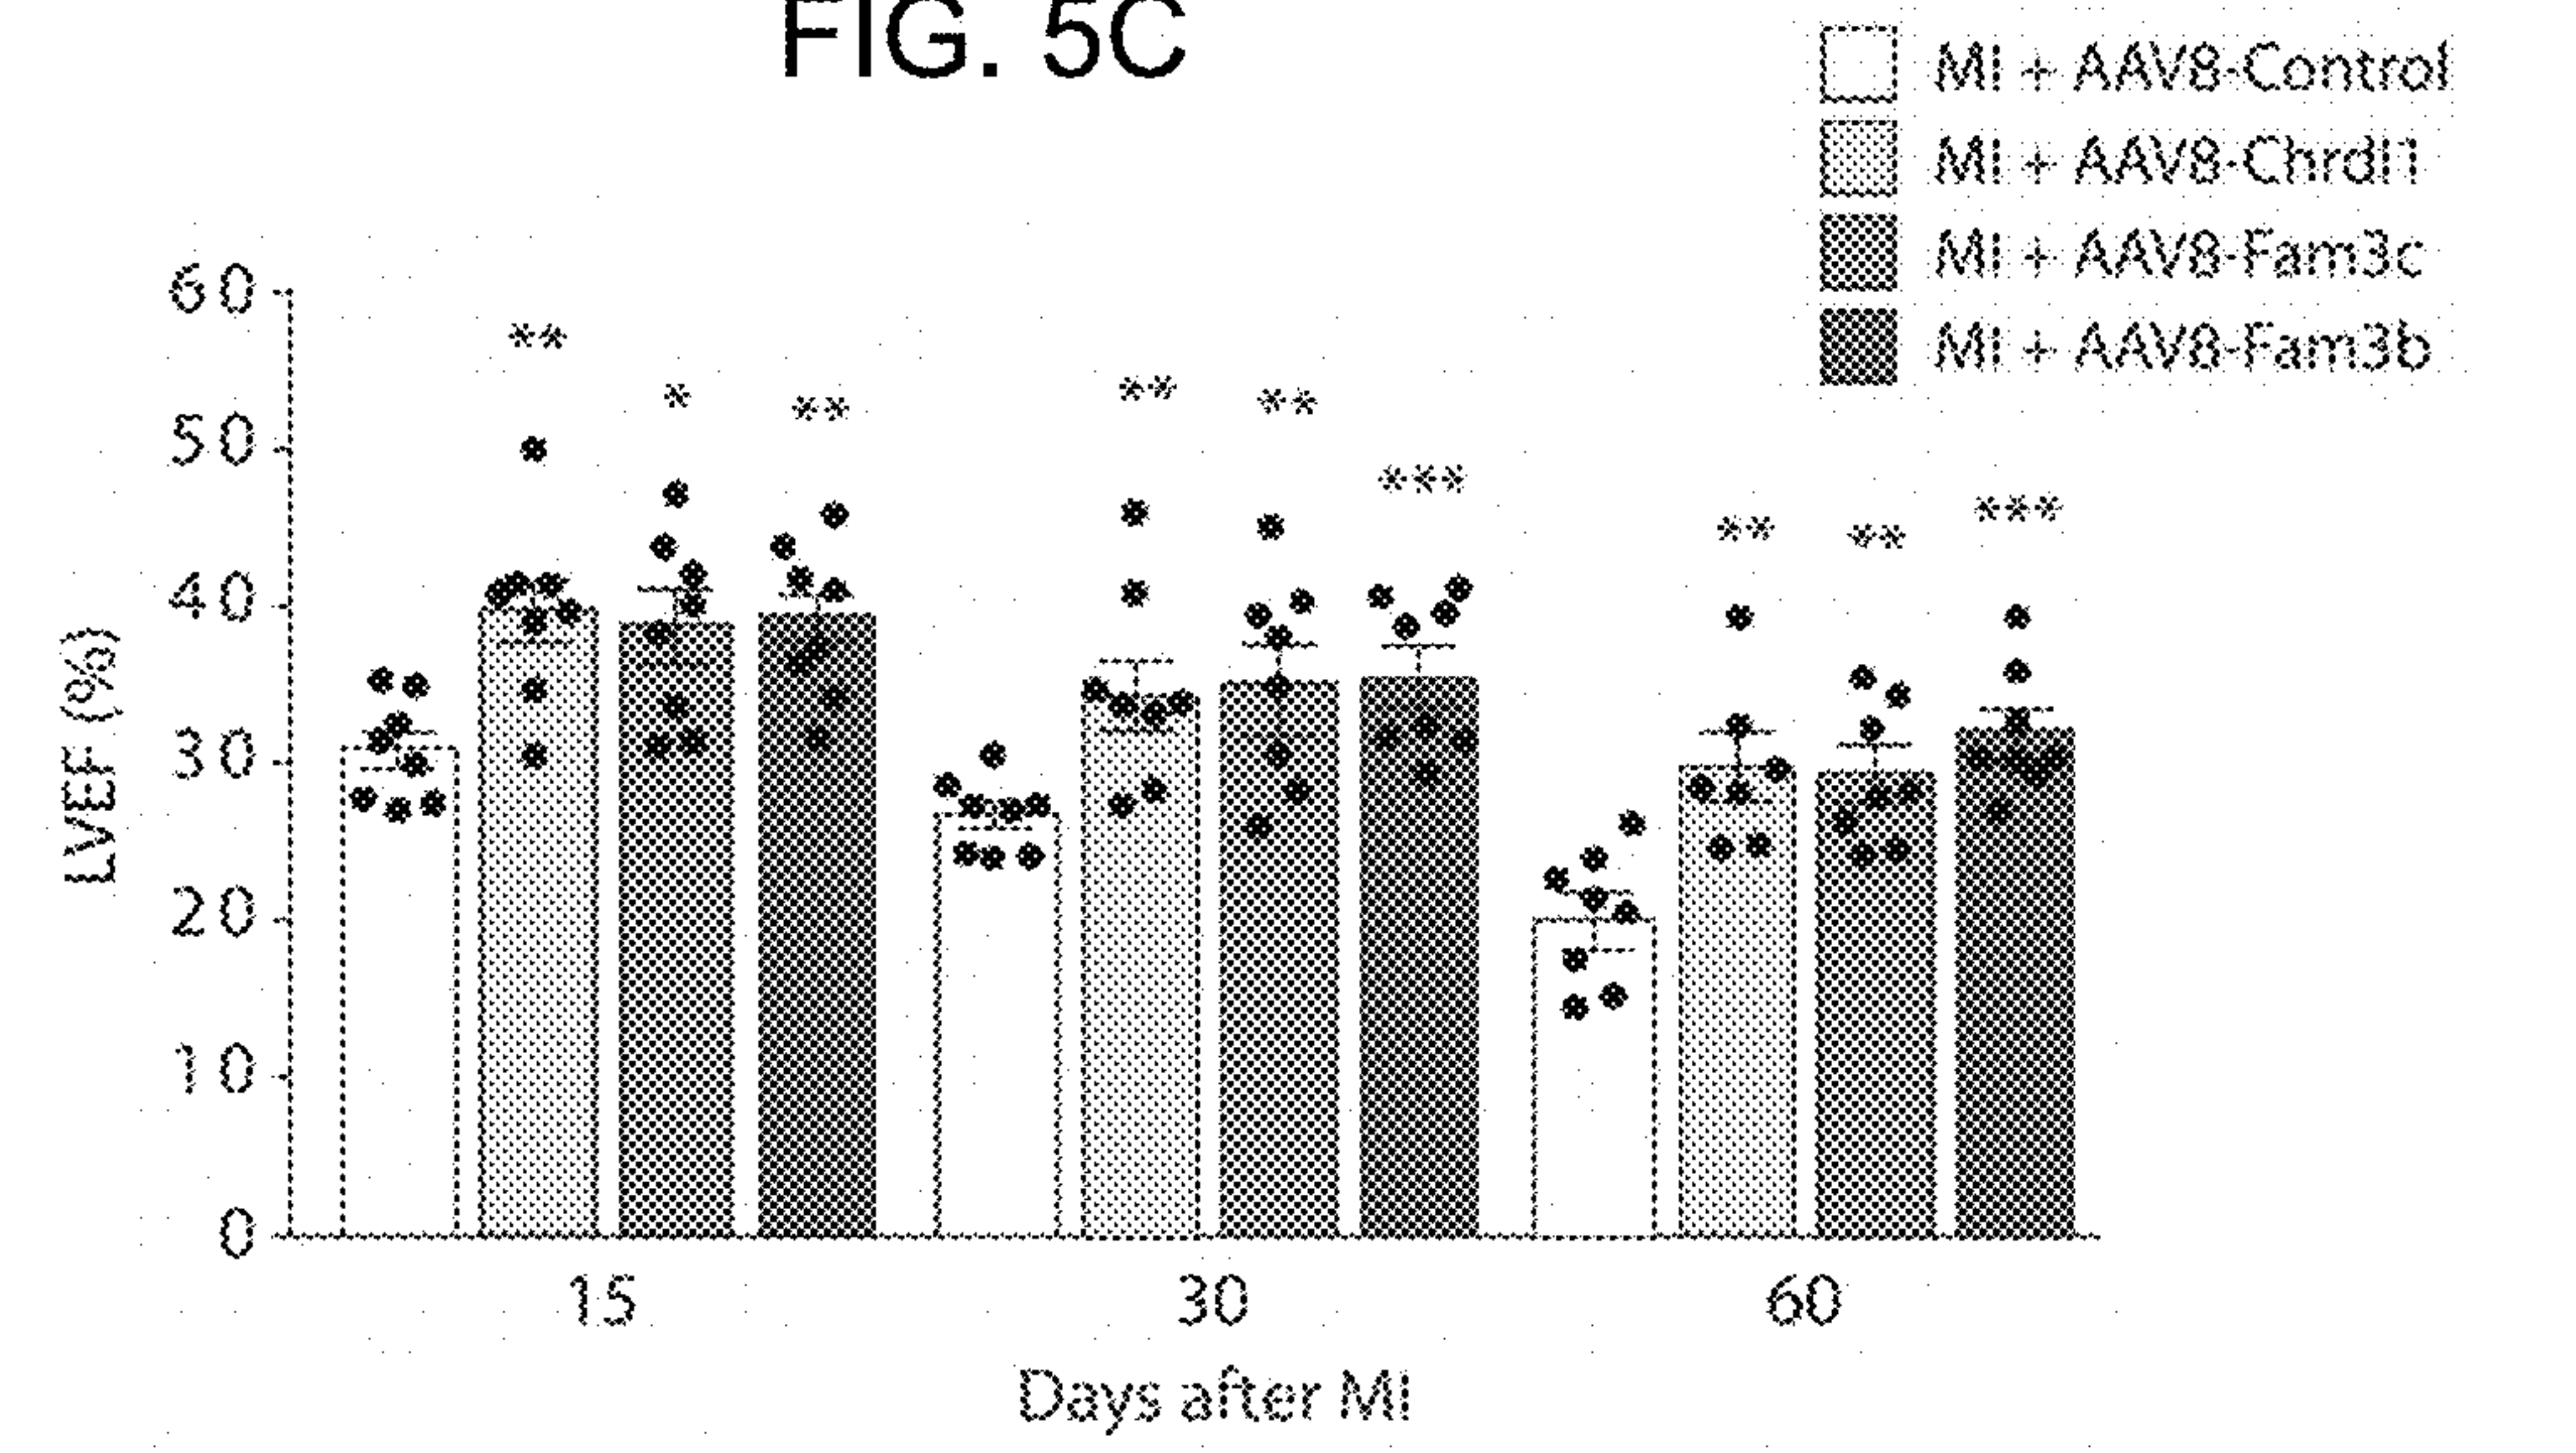 FIG. 5C
MI + AAV8-Control
MI + AAV8-Chrdl1
MI + AAV8-Fam3c
MI + AAV8-Fam3b
LVEF (%)
60
50
40
30
20
10
0
** * ** ** ** *** ** ** ***
15 30 60
Days after MI